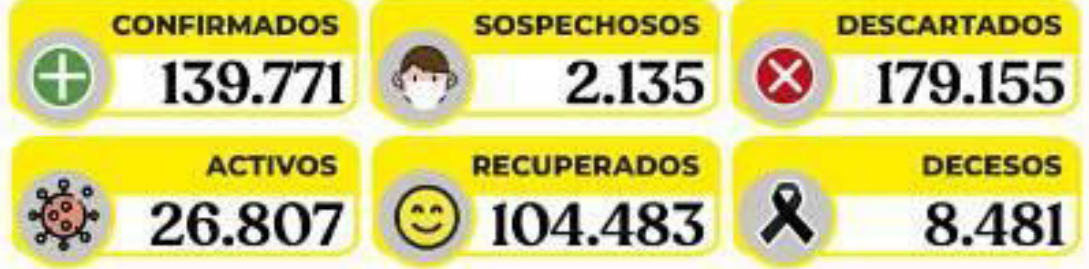 CONFIRMADOS
139.771
SOSPECHOSOS
2.135
DESCARTADOS
179.155
ACTIVOS
26.807
RECUPERADOS
104.483
DECESOS
8.481